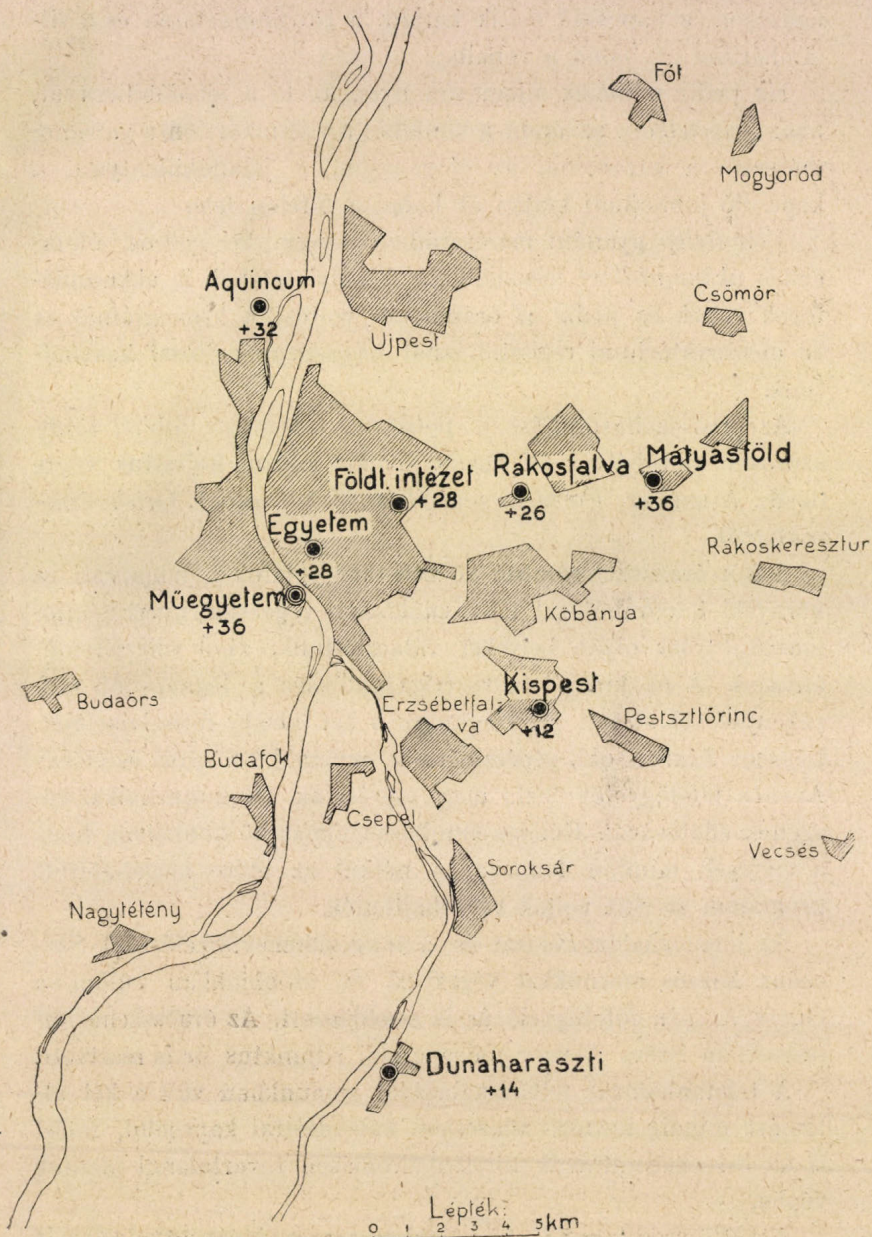 Fót
Mogyoród
Aquincum
+32
Ujpest
Csömör
Földt. intézet
+28
Rákosfalva
+26
Mátyásföld
+36
Egyetem
+28
Műegyetem
+36
Rákoskeresztur
Köbánya
Budaörs
Erzsébetfal-
va
Kispest
+12
Pestsztlőrinc
Budafok
Csepel
Soroksár
Vecsés
Nagytétény
Dunaharaszti
+14
Lépték:
0 1 2 3 4 5km